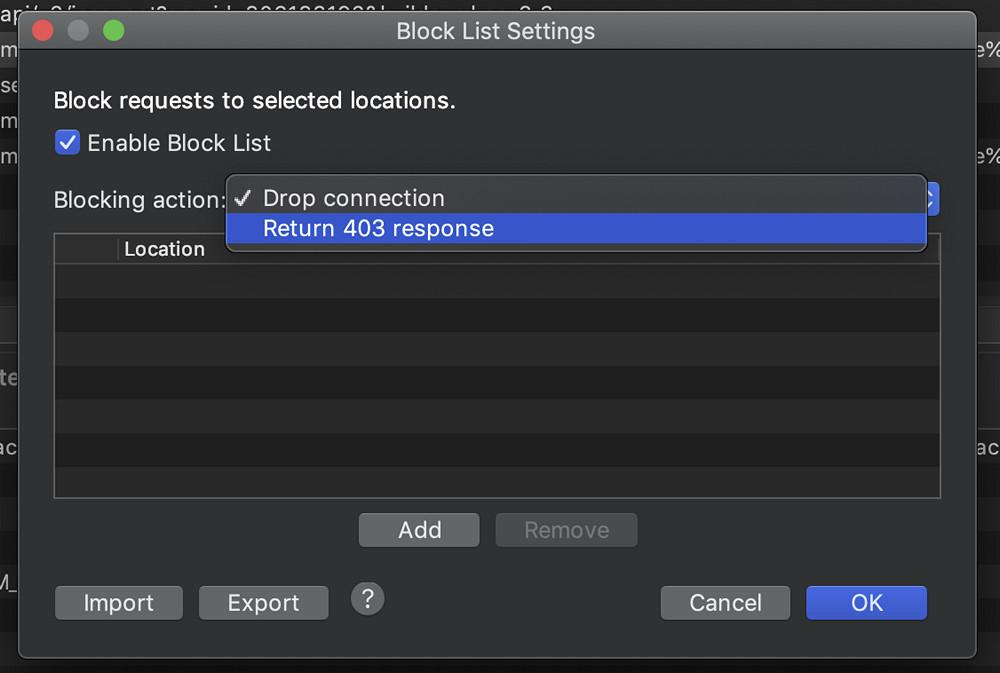 Block List Settings
Block requests to selected locations.
Enable Block List
Blocking action:
Drop connection
Return 403 response
Location
Add
Remove
Import
Export
?
Cancel
OK